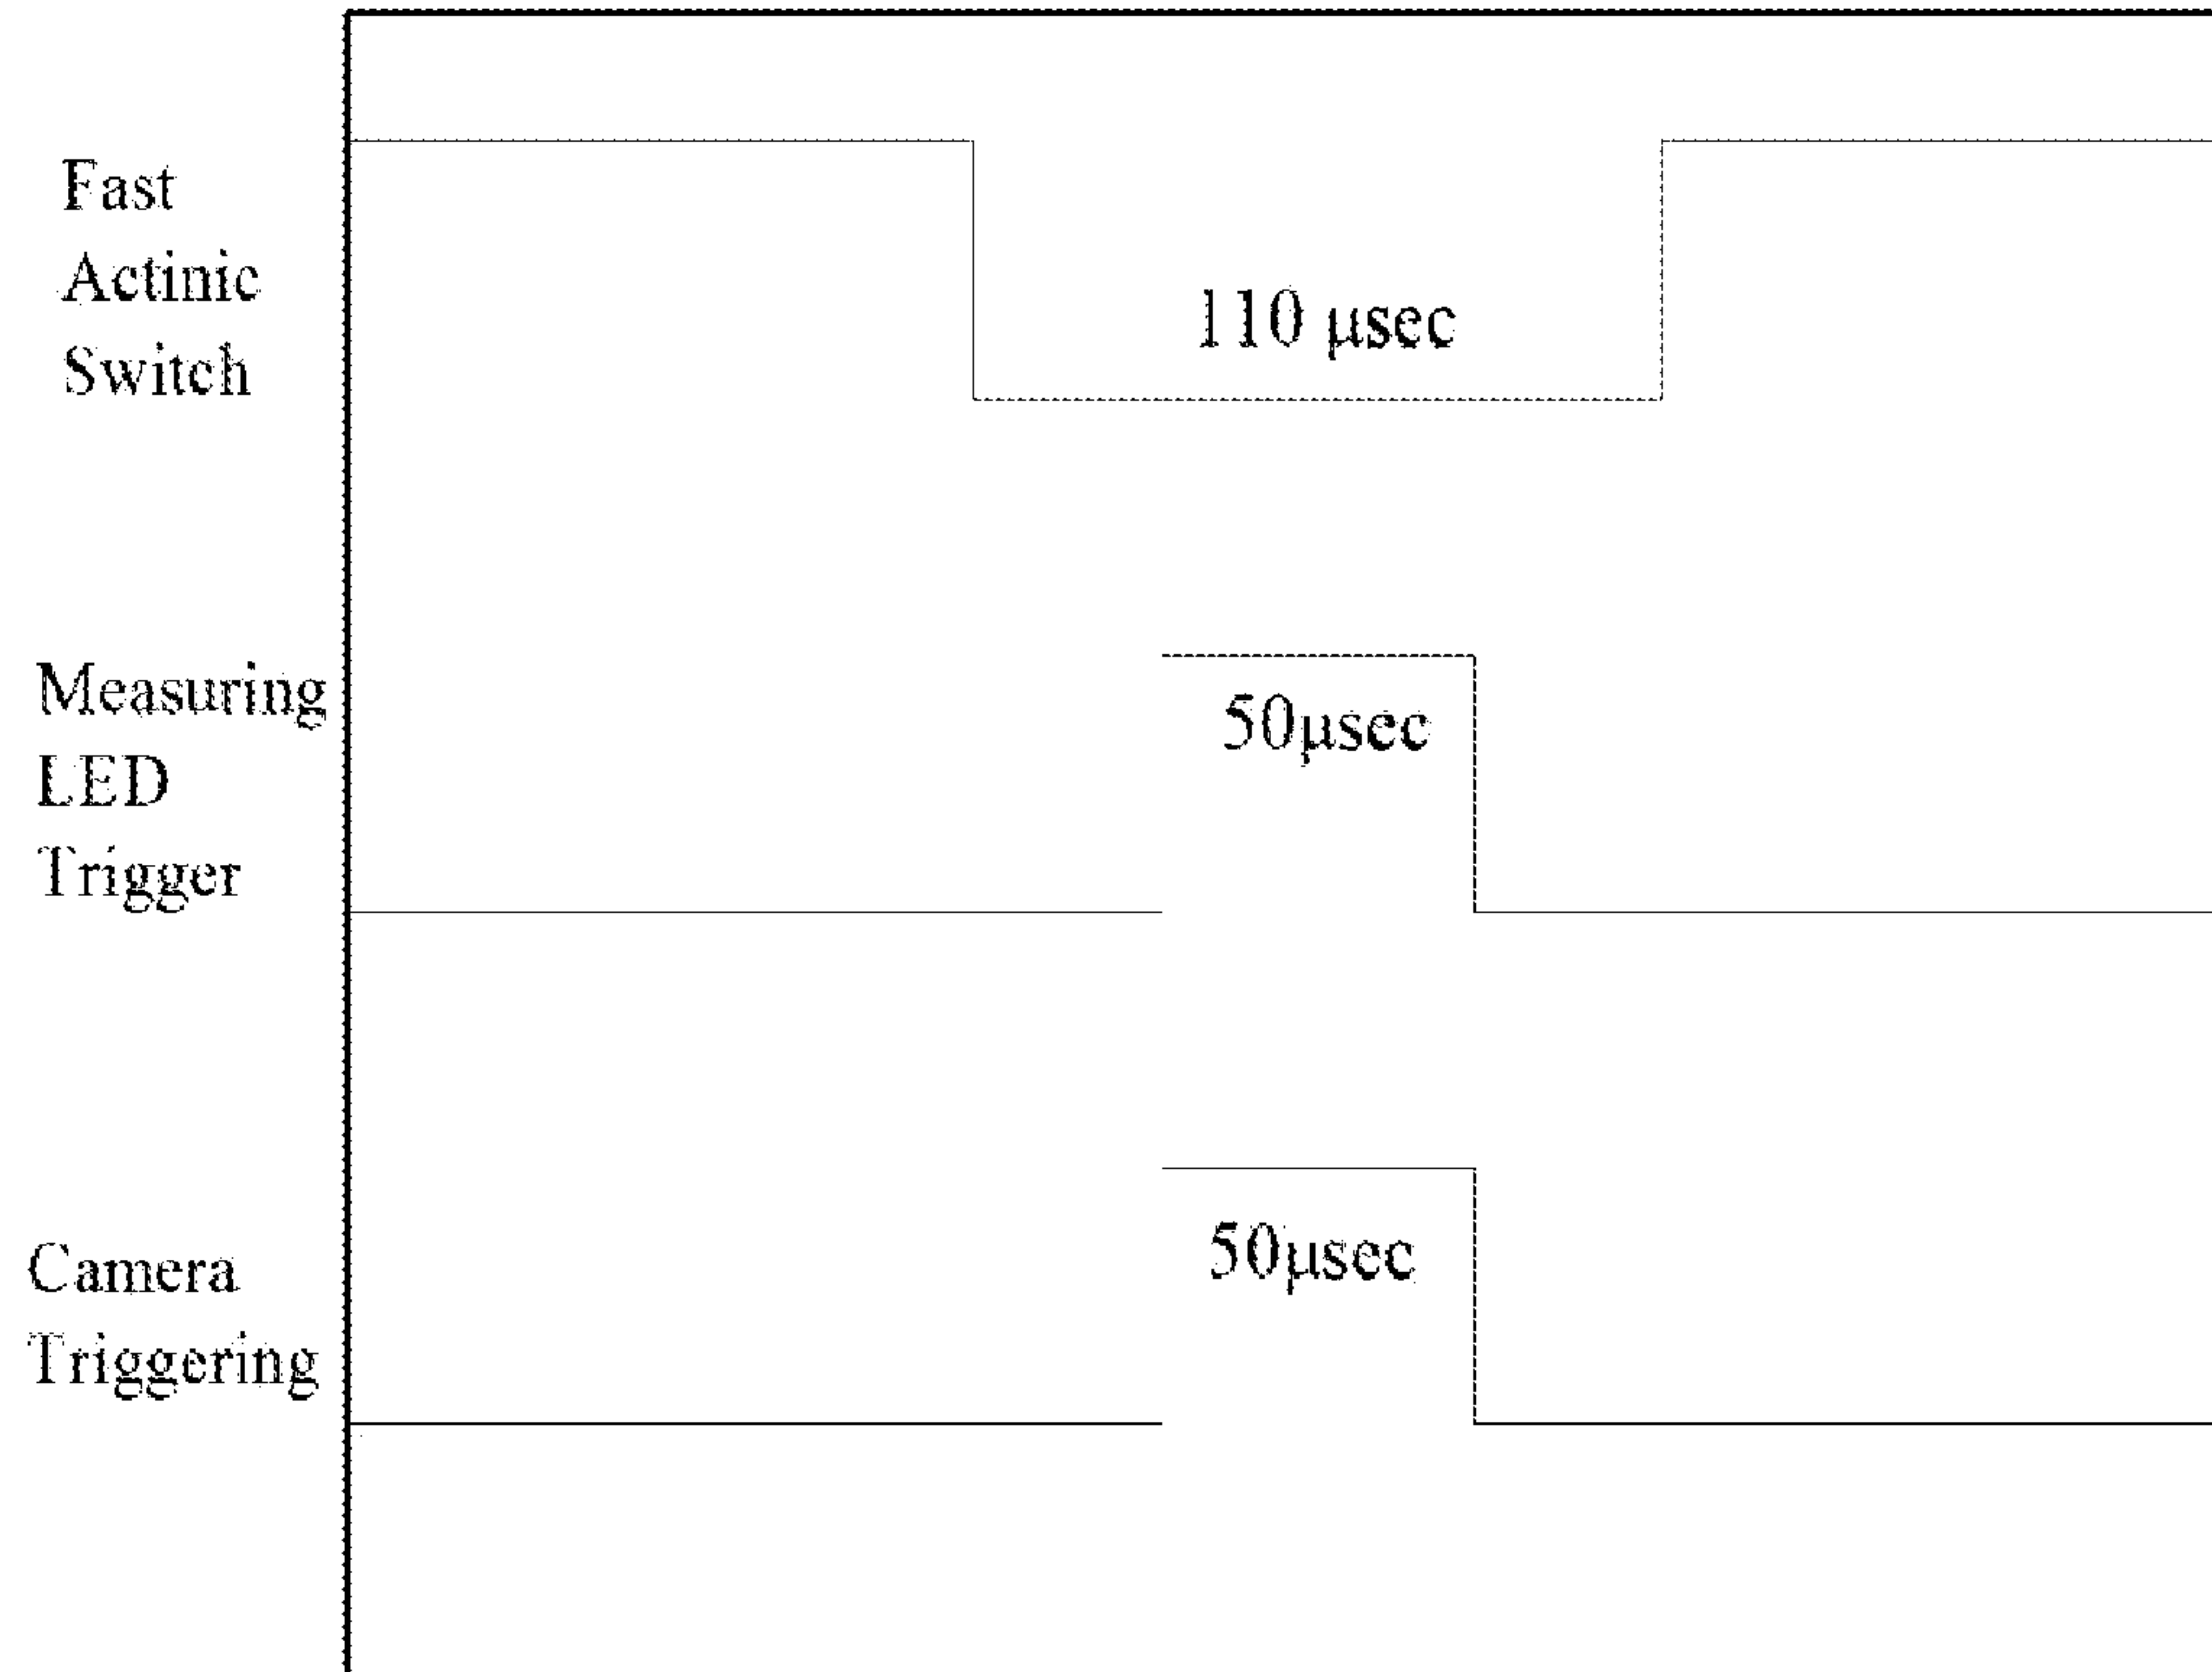 Fast
Actinic
Switch
110 μsec
Measuring
LED
Trigger
50μsec
Camera
Triggering
50μsec